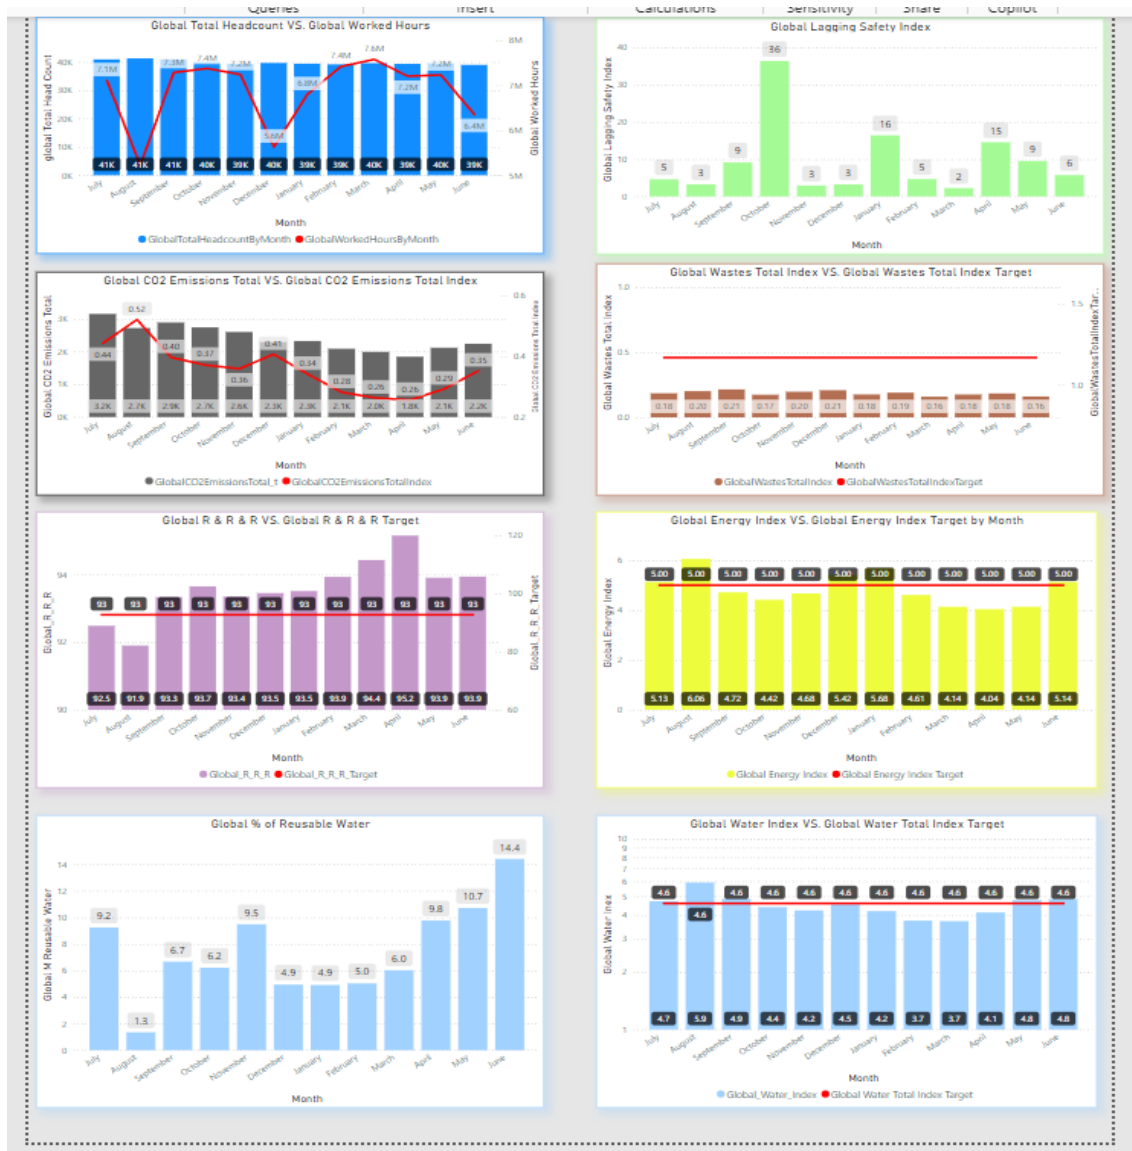 Queries Insert Calculations Sensitivity Share Copilot
Global Total Headcount VS. Global Worked Hours
global Total Head Count
Global Worked Hours
40K
30K
20K
10K
0K
8M
7M
6M
5M
7.1M 7.3M 7.4M 7.2M 5.6M 6.8M 7.4M 7.6M 7.2M 7.2M 6.4M
41K 41K 41K 40K 39K 40K 39K 39K 40K 39K 40K 39K
July August September October November December January February March April May June
Month
GlobalTotalHeadcountByMonth GlobalWorkedHoursByMonth
Global Lagging Safety Index
Global Lagging Safety Index
40
30
20
10
0
5 3 9 36 3 3 16 5 2 15 9 6
July August September October November December January February March April May June
Month
Global CO2 Emissions Total VS. Global CO2 Emissions Total Index
Global CO2 Emissions Total
Global CO2 Emissions Total Index
3K
2K
1K
0K
0.6
0.4
0.2
0.44 0.52 0.40 0.37 0.36 0.41 0.34 0.28 0.26 0.26 0.29 0.35
3.2K 2.7K 2.9K 2.7K 2.6K 2.3K 2.3K 2.1K 2.0K 1.8K 2.1K 2.2K
July August September October November December January February March April May June
Month
GlobalCO2EmissionsTotal_t GlobalCO2EmissionsTotalIndex
Global Wastes Total Index VS. Global Wastes Total Index Target
Global Wastes Total Index
GlobalWastesTotalIndexTar...
1.0
0.5
0.0
1.5
1.0
0.18 0.20 0.21 0.17 0.20 0.21 0.18 0.19 0.16 0.18 0.18 0.16
July August September October November December January February March April May June
Month
GlobalWastesTotalIndex GlobalWastesTotalIndexTarget
Global R & R & R VS. Global R & R & R Target
Global_R_R_R
Global_R_R_R_Target
94
92
90
120
100
80
60
93 93 93 93 93 93 93 93 93 93 93 93
92.5 91.9 93.3 93.7 93.4 93.5 93.5 93.9 94.4 95.2 93.9 93.9
July August September October November December January February March April May June
Month
Global_R_R_R Global_R_R_R_Target
Global Energy Index VS. Global Energy Index Target by Month
Global Energy Index
6
4
2
0
5.00 5.00 5.00 5.00 5.00 5.00 5.00 5.00 5.00 5.00 5.00 5.00
5.13 6.06 4.72 4.42 4.68 5.42 5.68 4.61 4.14 4.04 4.14 5.14
July August September October November December January February March April May June
Month
Global Energy Index Global Energy Index Target
Global % of Reusable Water
Global M Reusable Water
14
12
10
8
6
4
2
0
9.2 1.3 6.7 6.2 9.5 4.9 4.9 5.0 6.0 9.8 10.7 14.4
July August September October November December January February March April May June
Month
Global Water Index VS. Global Water Total Index Target
Global Water Inex
10
9
8
7
6
4
3
2
1
4.6 4.6 4.6 4.6 4.6 4.6 4.6 4.6 4.6 4.6 4.6 4.6
4.7 5.9 4.9 4.4 4.2 4.5 4.2 3.7 3.7 4.1 4.8 4.8
July August September October November December January February March April May June
Month
Global_Water_Index Global Water Total Index Target